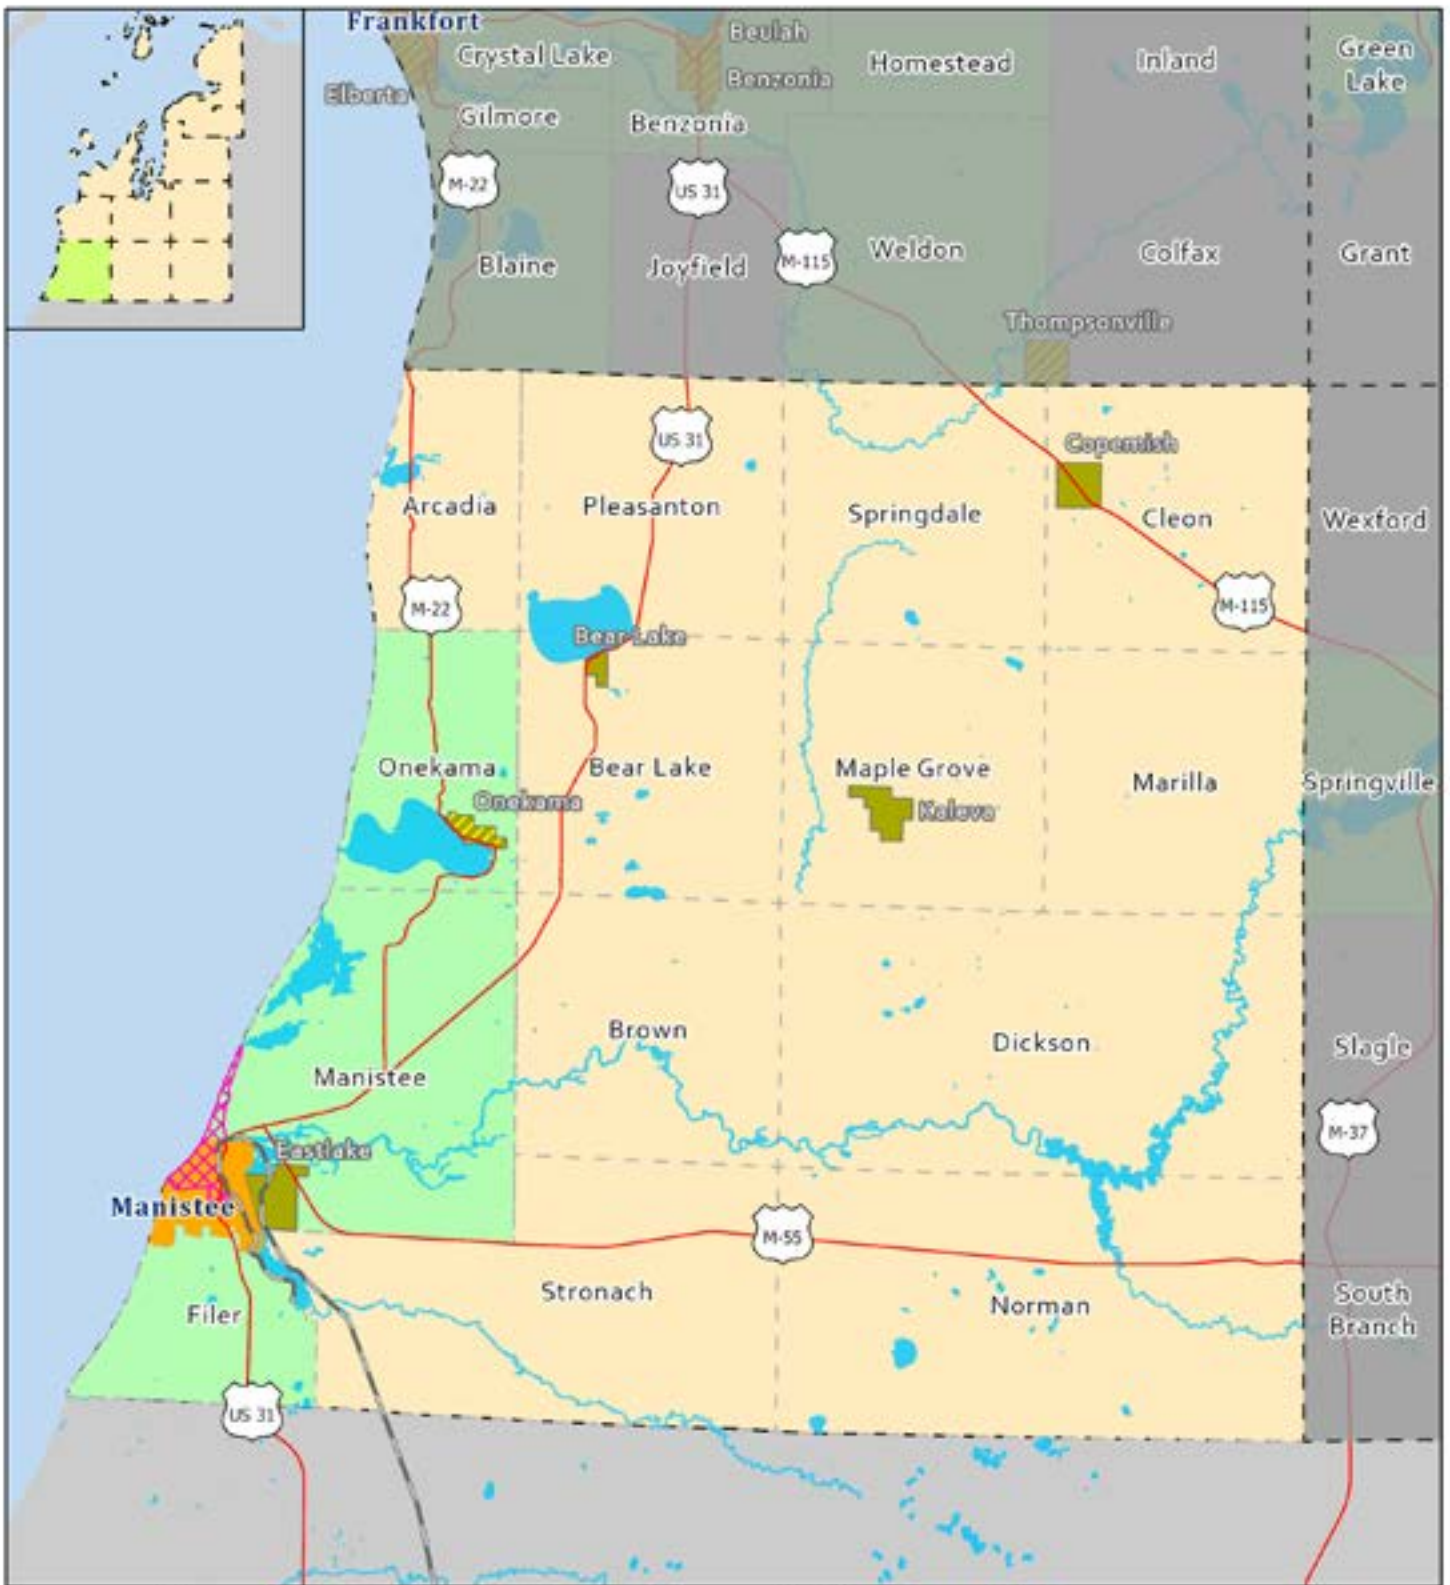 Frankfort
Beulah
Crystal Lake
Homestead
Inland
Green
Lake
Benzonia
Elberta
Gilmore
Benzonia
M-22
US 31
Weldon
Colfax
Grant
Blaine
Joyfield
M-115
Thompsonville
US 31
Copemish
Arcadia
Pleasanton
Springdale
Cleon
Wexford
M-22
M-115
Bear Lake
Onekama
Bear Lake
Maple Grove
Marilla
Springville
Onekama
Kaleva
Brown
Dickson
Slagle
Manistee
M-37
Eastlake
Manistee
M-55
Stronach
Norman
South
Branch
Filer
US 31